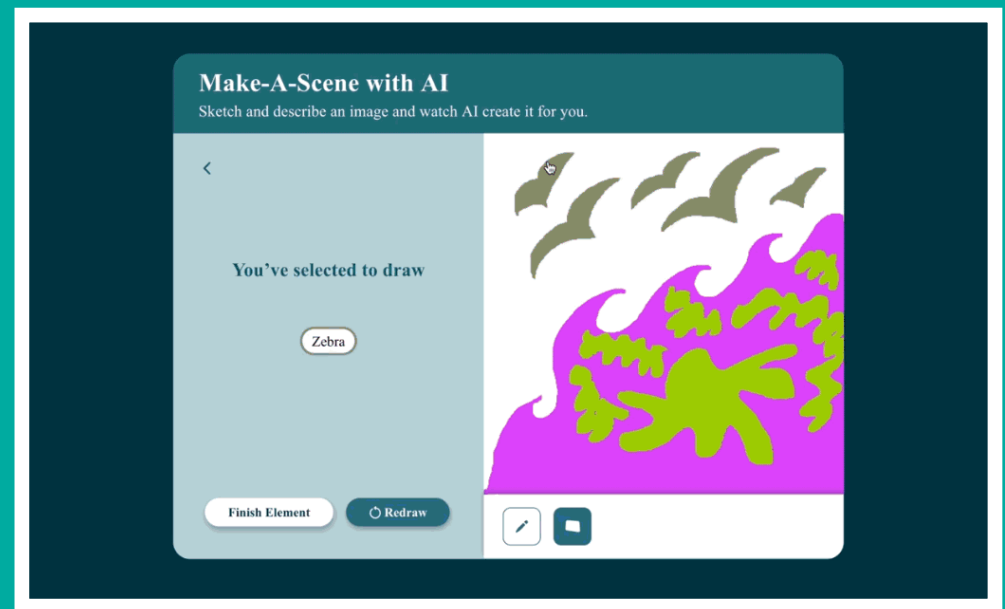 Make-A-Scene with AI
Sketch and describe an image and watch AI create it for you.
You’ve selected to draw
Zebra
Finish Element
Redraw